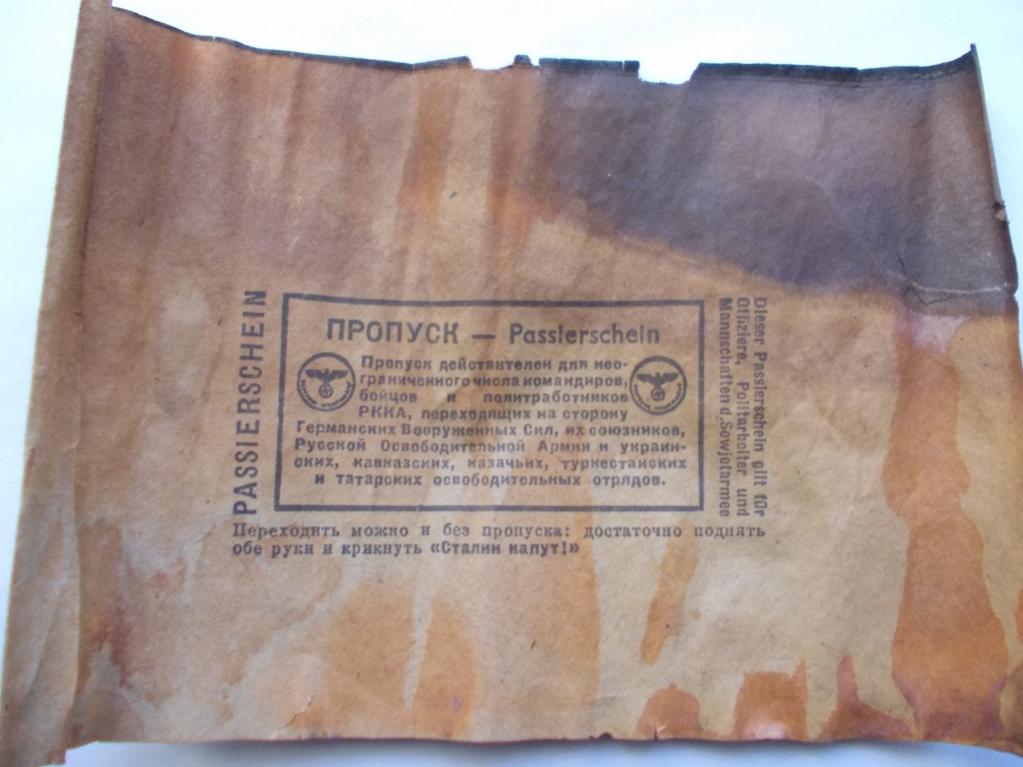 PASSIERSCHEIN
ПРОПУСК — Passierschein
Пропуск действителен для нео-
граниченного числа командиров,
бойцов и политработников
РККА, переходящих на сторону
Германских Вооруженных Сил, их союзников,
Русской Освободительной Армии и украин-
ских, кавказских, казачьих, туркестанских
и татарских освободительных отрядов.
Dieser Passierschein gilt für
Offiziere, Politarbeiter und
Mannschaften d. Sowjetarmee
Переходить можно и без пропуска: достаточно поднять
обе руки и крикнуть «Сталин капут!»